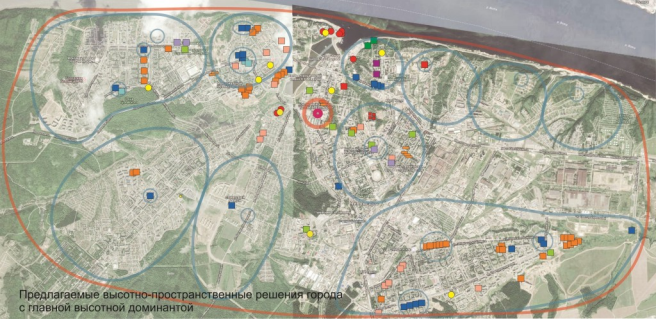 Предлагаемые высотно-пространственные решения города
с главной высотной доминантой